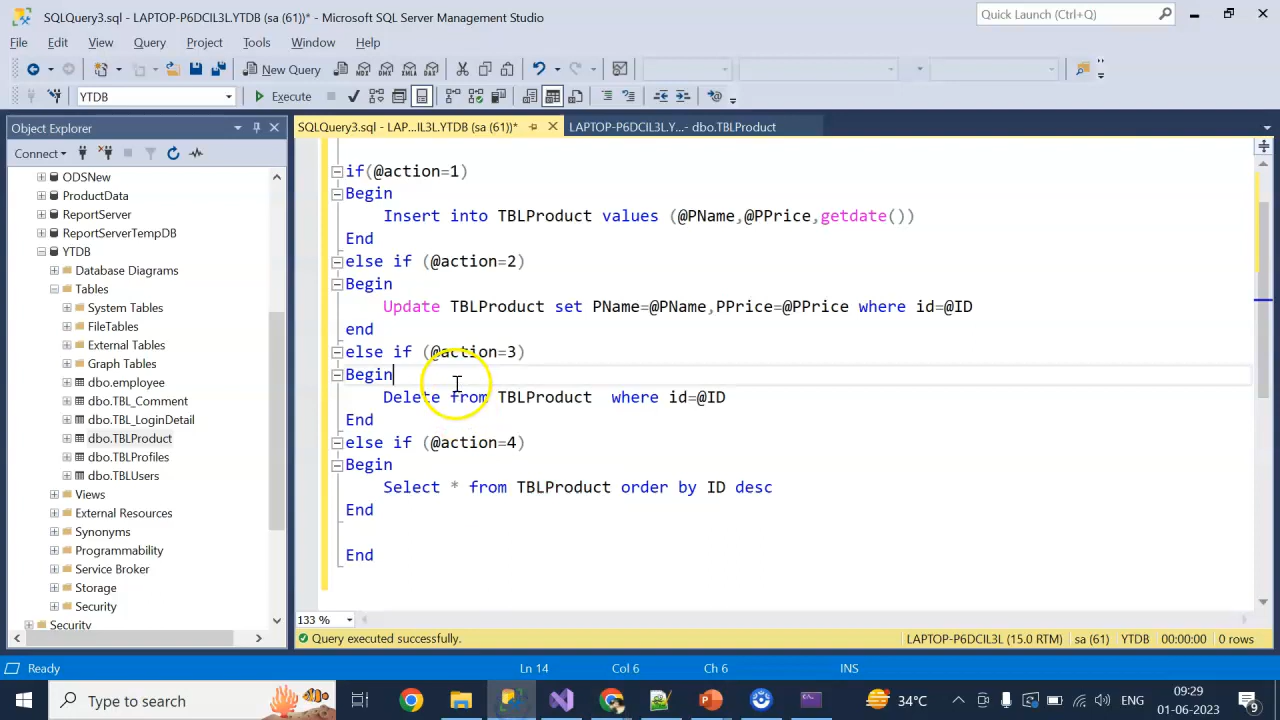 SQLQuery3.sql - LAPTOP-P6DCIL3L.YTDB (sa (61))* - Microsoft SQL Server Management Studio
Quick Launch (Ctrl+Q)
File Edit View Query Project Tools Window Help
New Query
MDX DMX XMLA DAX
YTDB
Execute
Object Explorer
SQLQuery3.sql - LAP...IL3L.YTDB (sa (61))*
LAPTOP-P6DCIL3L.Y...- dbo.TBLProduct
Connect
ODSNew
ProductData
ReportServer
ReportServerTempDB
YTDB
Database Diagrams
Tables
System Tables
FileTables
External Tables
Graph Tables
dbo.employee
dbo.TBL_Comment
dbo.TBL_LoginDetail
dbo.TBLProduct
dbo.TBLProfiles
dbo.TBLUsers
Views
External Resources
Synonyms
Programmability
Service Broker
Storage
Security
Security
if(@action=1)
Begin
Insert into TBLProduct values (@PName,@PPrice,getdate())
End
else if (@action=2)
Begin
Update TBLProduct set PName=@PName,PPrice=@PPrice where id=@ID
end
else if (@action=3)
Begin
Delete from TBLProduct  where id=@ID
End
else if (@action=4)
Begin
Select * from TBLProduct order by ID desc
End
End
133 %
Query executed successfully.
LAPTOP-P6DCIL3L (15.0 RTM) sa (61) YTDB 00:00:00 0 rows
Ready
Ln 14 Col 6 Ch 6 INS
Type to search
34°C
ENG
09:29
01-06-2023
9